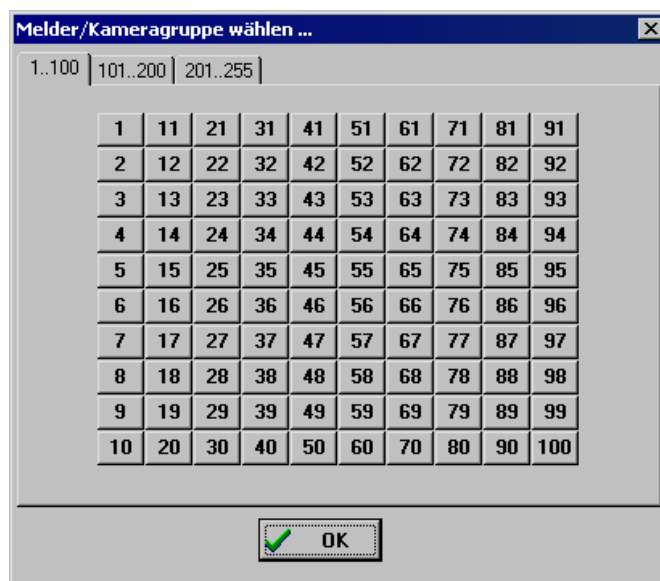 Melder/Kameragruppe wählen ...
1..100 101..200 201..255
1 11 21 31 41 51 61 71 81 91
2 12 22 32 42 52 62 72 82 92
3 13 23 33 43 53 63 73 83 93
4 14 24 34 44 54 64 74 84 94
5 15 25 35 45 55 65 75 85 95
6 16 26 36 46 56 66 76 86 96
7 17 27 37 47 57 67 77 87 97
8 18 28 38 48 58 68 78 88 98
9 19 29 39 49 59 69 79 89 99
10 20 30 40 50 60 70 80 90 100
OK